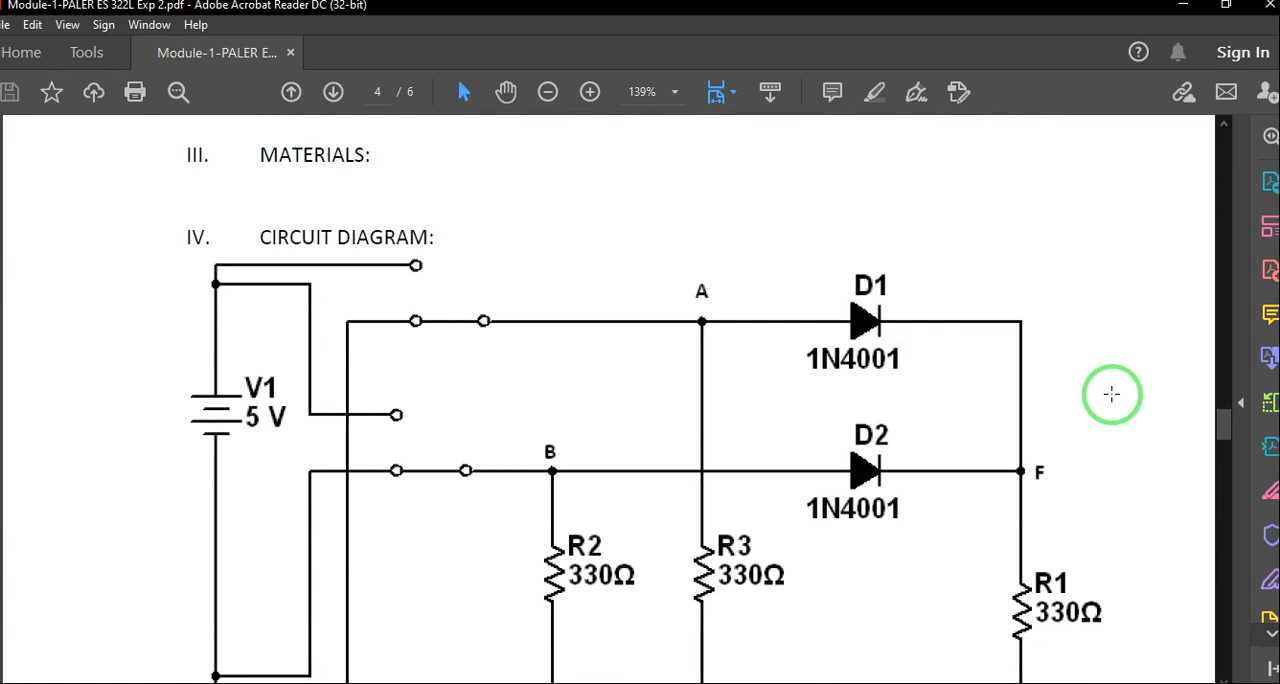 Module-1-PALER ES 322L Exp 2.pdf - Adobe Acrobat Reader DC (32-bit)
Edit View Sign Window Help
Home Tools Module-1-PALER E... × Sign In
4 / 6 139%
III. MATERIALS:
IV. CIRCUIT DIAGRAM:
A
D1
1N4001
V1
5 V
B
D2
1N4001
F
R2
330Ω
R3
330Ω
R1
330Ω